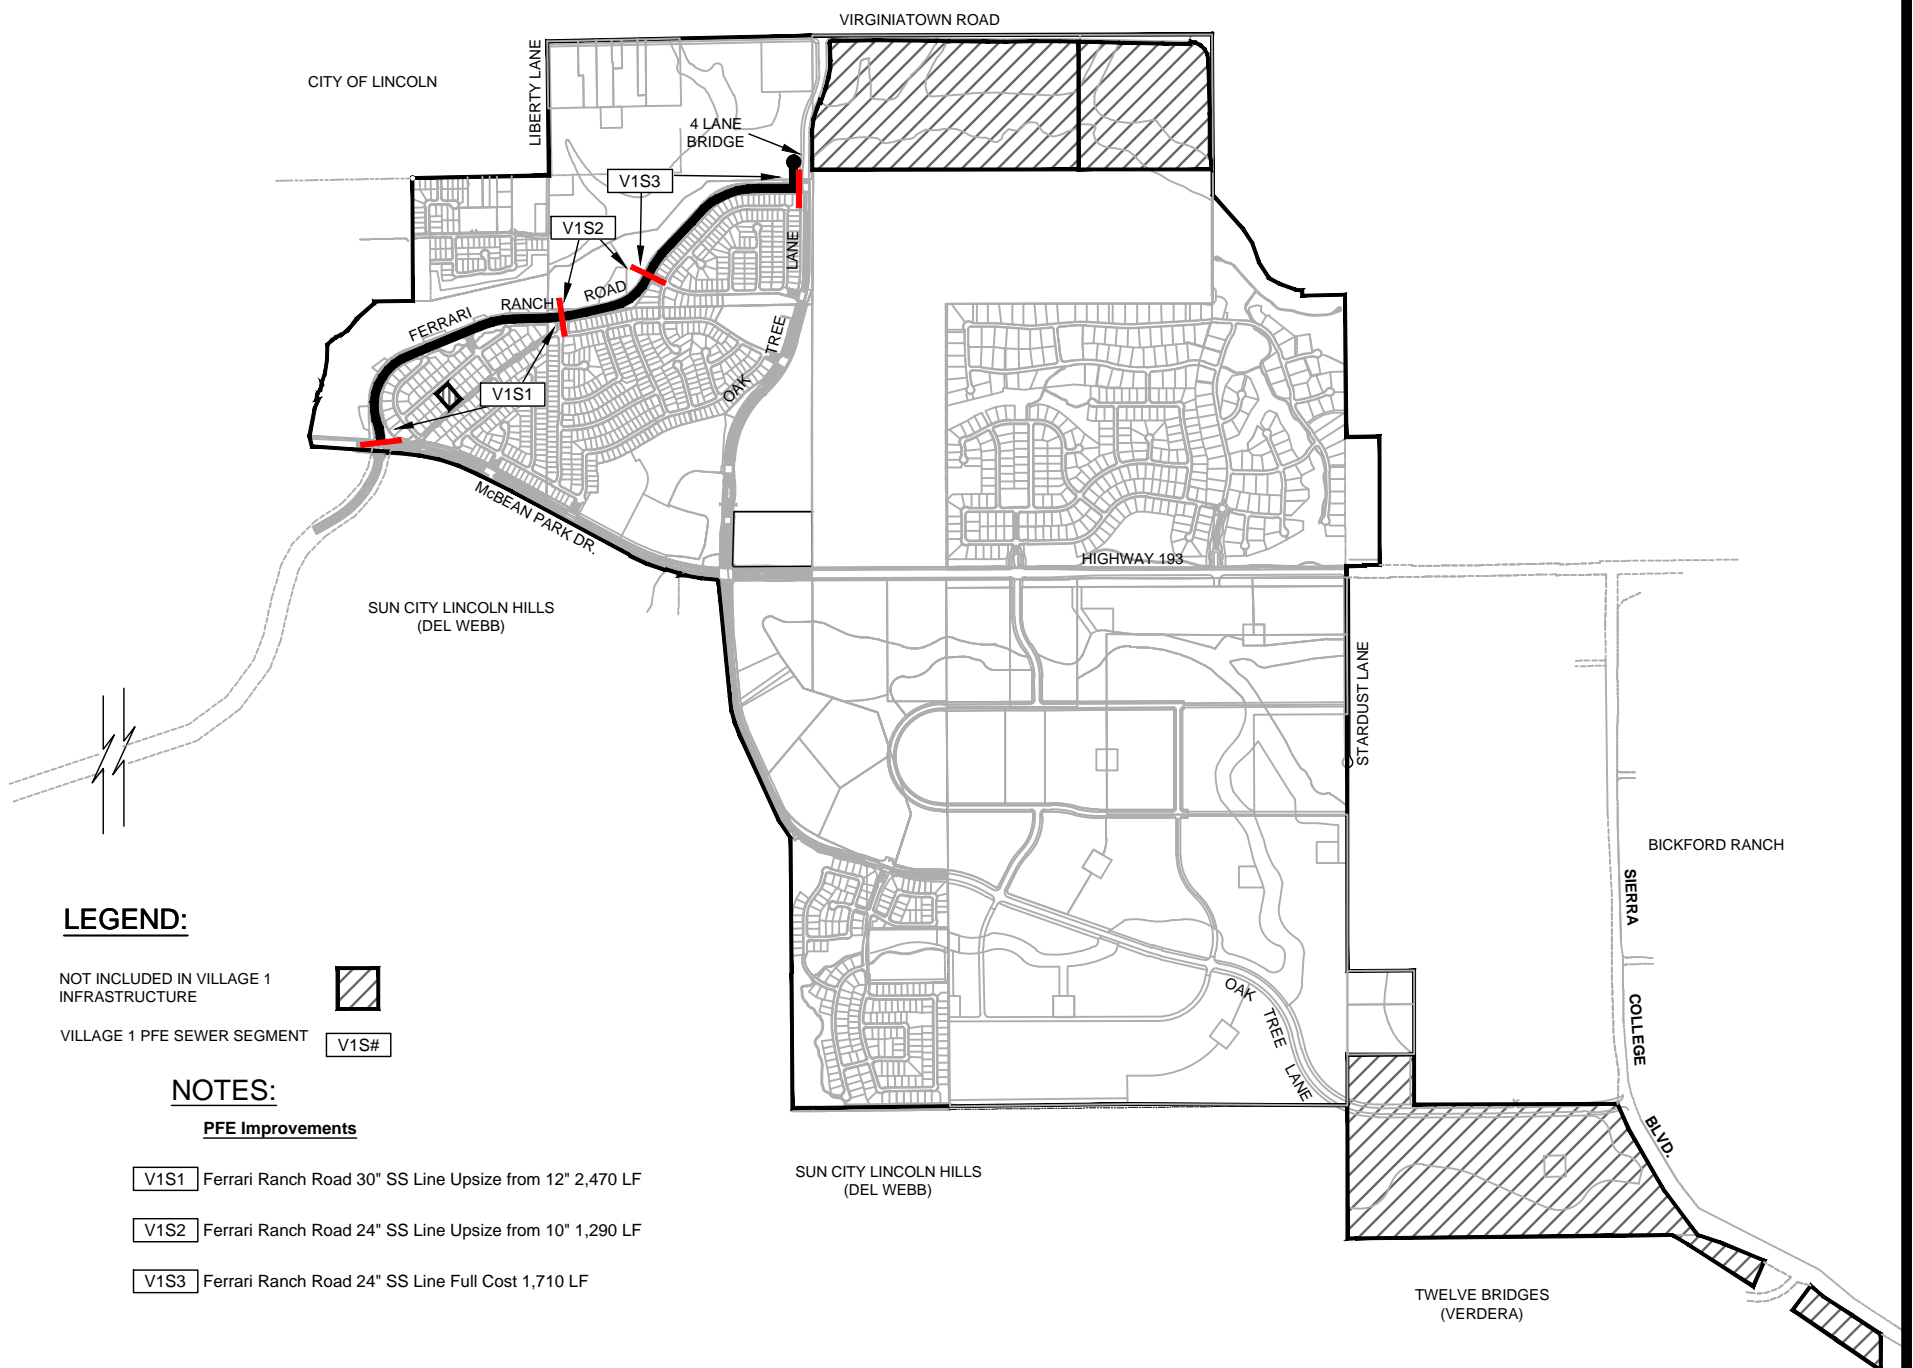 VIRGINIATOWN ROAD
CITY OF LINCOLN
LIBERTY LANE
4 LANE
BRIDGE
V1S3
V1S2
LANE
FERRARI
RANCH
ROAD
TREE
OAK
V1S1
McBEAN PARK DR.
HIGHWAY 193
SUN CITY LINCOLN HILLS
(DEL WEBB)
STARDUST LANE
BICKFORD RANCH
SIERRA
COLLEGE
BLVD.
OAK
TREE
LANE
LEGEND:
NOT INCLUDED IN VILLAGE 1
INFRASTRUCTURE
VILLAGE 1 PFE SEWER SEGMENT
V1S#
NOTES:
PFE Improvements
V1S1 Ferrari Ranch Road 30" SS Line Upsize from 12" 2,470 LF
V1S2 Ferrari Ranch Road 24" SS Line Upsize from 10" 1,290 LF
V1S3 Ferrari Ranch Road 24" SS Line Full Cost 1,710 LF
SUN CITY LINCOLN HILLS
(DEL WEBB)
TWELVE BRIDGES
(VERDERA)